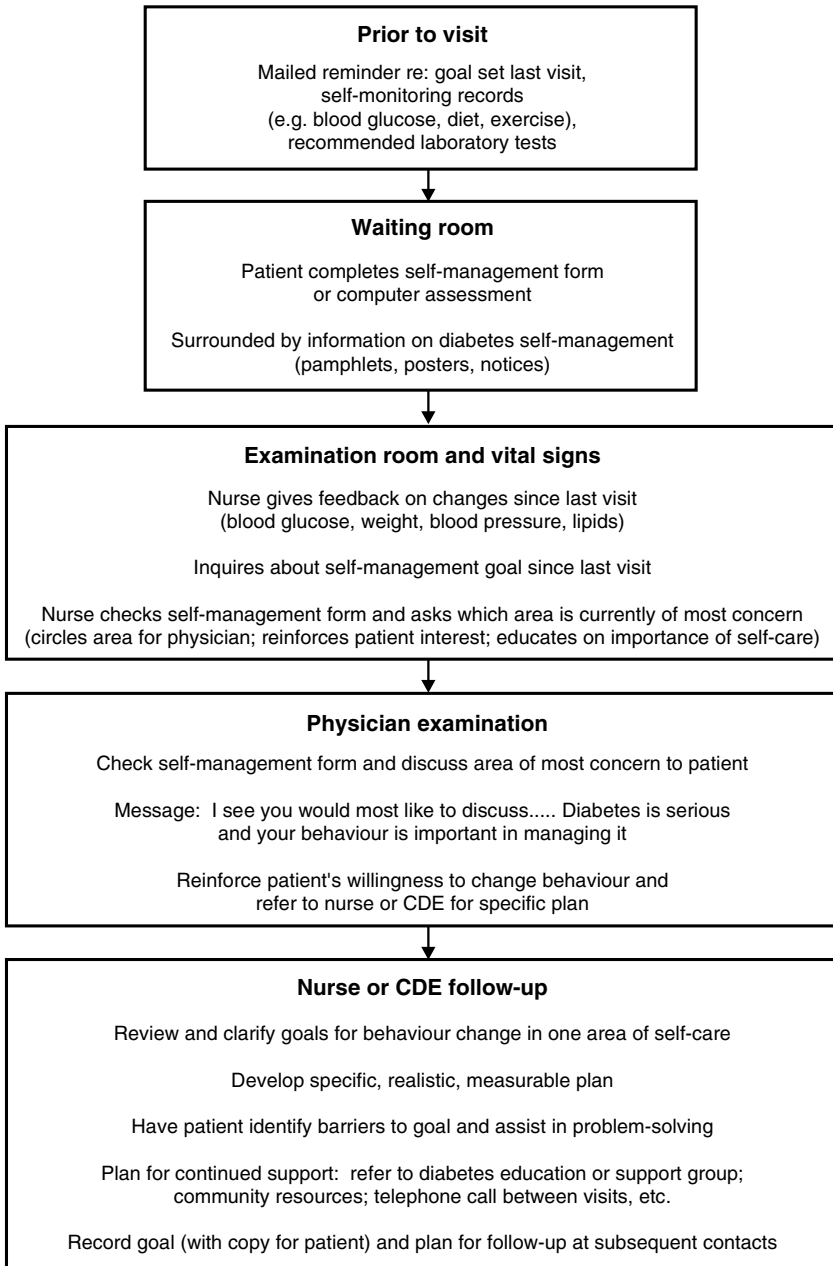 Prior to visit
Mailed reminder re: goal set last visit,
self-monitoring records
(e.g. blood glucose, diet, exercise),
recommended laboratory tests
Waiting room
Patient completes self-management form
or computer assessment
Surrounded by information on diabetes self-management
(pamphlets, posters, notices)
Examination room and vital signs
Nurse gives feedback on changes since last visit
(blood glucose, weight, blood pressure, lipids)
Inquires about self-management goal since last visit
Nurse checks self-management form and asks which area is currently of most concern
(circles area for physician; reinforces patient interest; educates on importance of self-care)
Physician examination
Check self-management form and discuss area of most concern to patient
Message: I see you would most like to discuss..... Diabetes is serious
and your behaviour is important in managing it
Reinforce patient's willingness to change behaviour and
refer to nurse or CDE for specific plan
Nurse or CDE follow-up
Review and clarify goals for behaviour change in one area of self-care
Develop specific, realistic, measurable plan
Have patient identify barriers to goal and assist in problem-solving
Plan for continued support: refer to diabetes education or support group;
community resources; telephone call between visits, etc.
Record goal (with copy for patient) and plan for follow-up at subsequent contacts